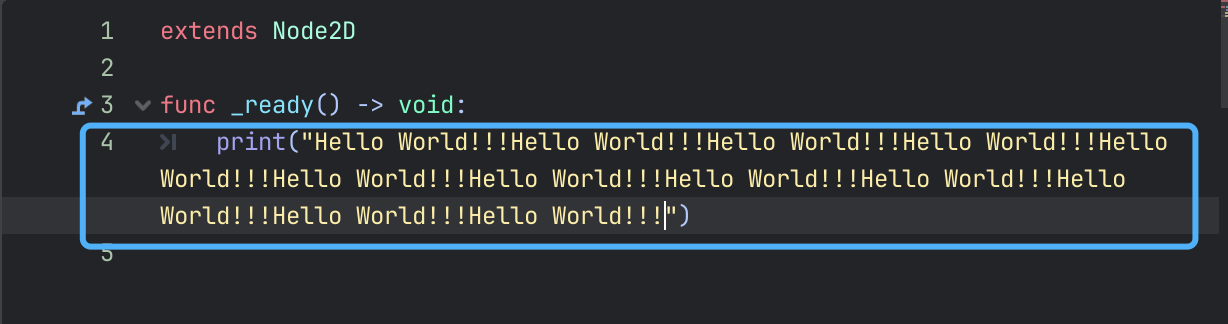 1 extends Node2D
2
3 func _ready() -> void:
4 print("Hello World!!!Hello World!!!Hello World!!!Hello World!!!Hello
World!!!Hello World!!!Hello World!!!Hello World!!!Hello World!!!Hello
World!!!Hello World!!!Hello World!!!")
5